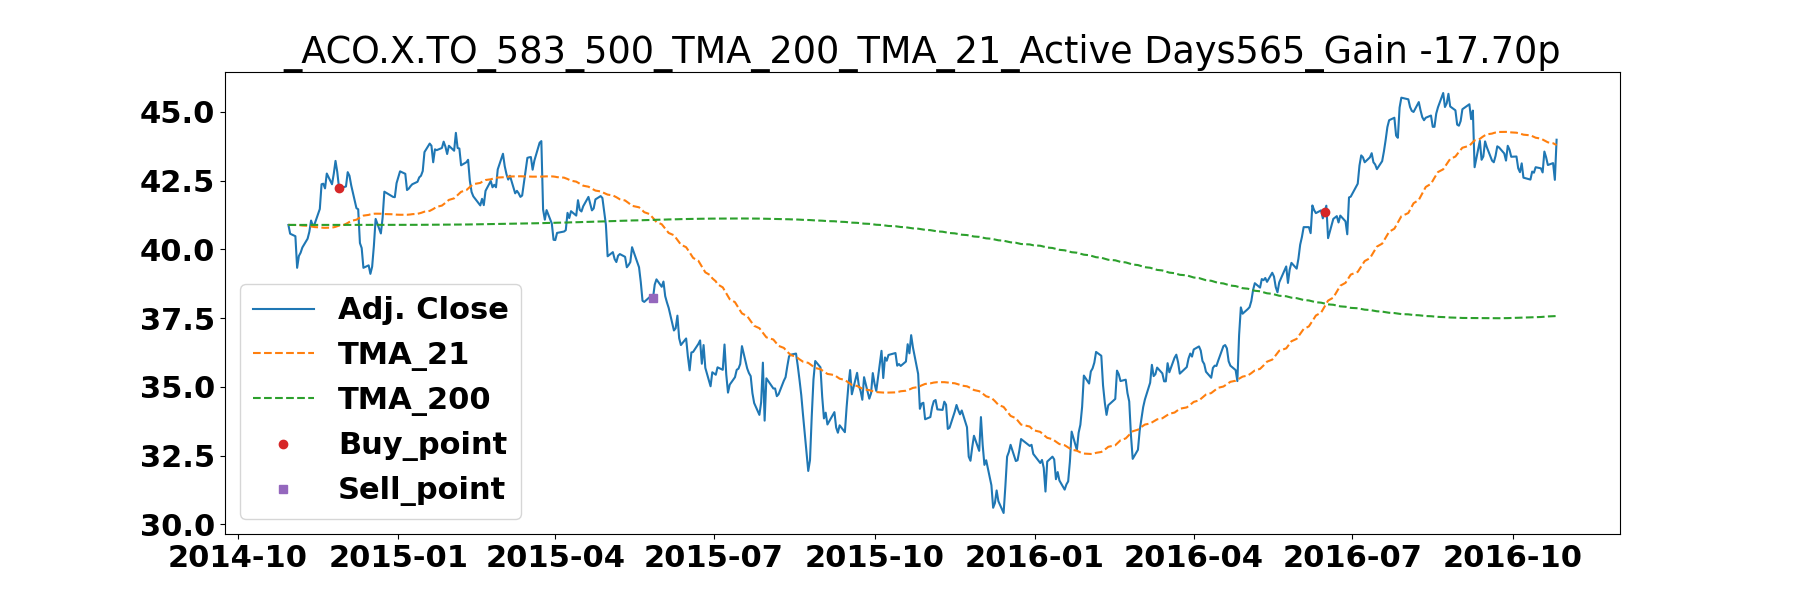 _ACO.X.TO_583_500_TMA_200_TMA_21_Active Days565_Gain -17.70p
45.0
42.5
40.0
37.5
35.0
32.5
30.0
Adj. Close
TMA_21
TMA_200
Buy_point
Sell_point
2014-10 2015-01 2015-04 2015-07 2015-10 2016-01 2016-04 2016-07 2016-10